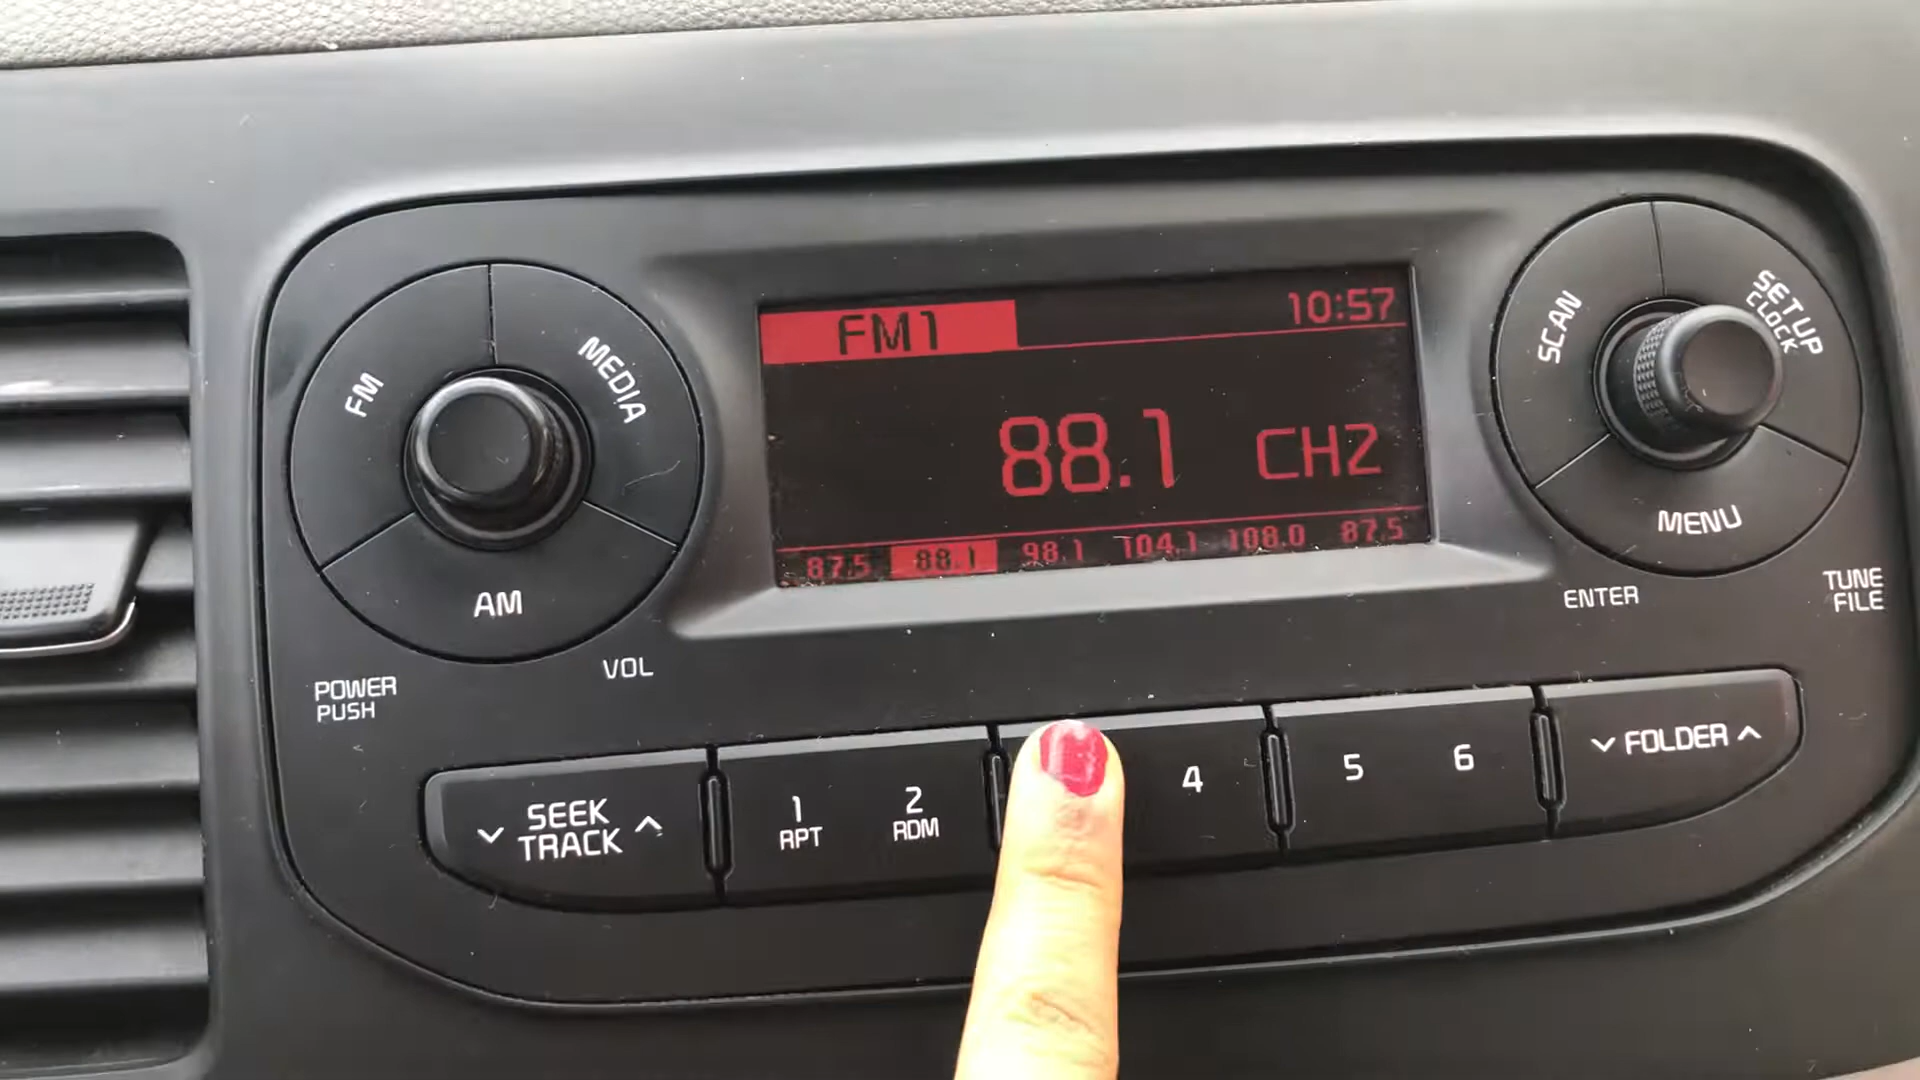 FM1 10:57
88.1 CH2
87.5 88.1 98.1 104.1 108.0 87.5
FM
MEDIA
AM
POWER
PUSH
VOL
SCAN
SETUP
CLOCK
MENU
ENTER
TUNE
FILE
SEEK
TRACK
1
RPT
2
RDM
4
5
6
FOLDER